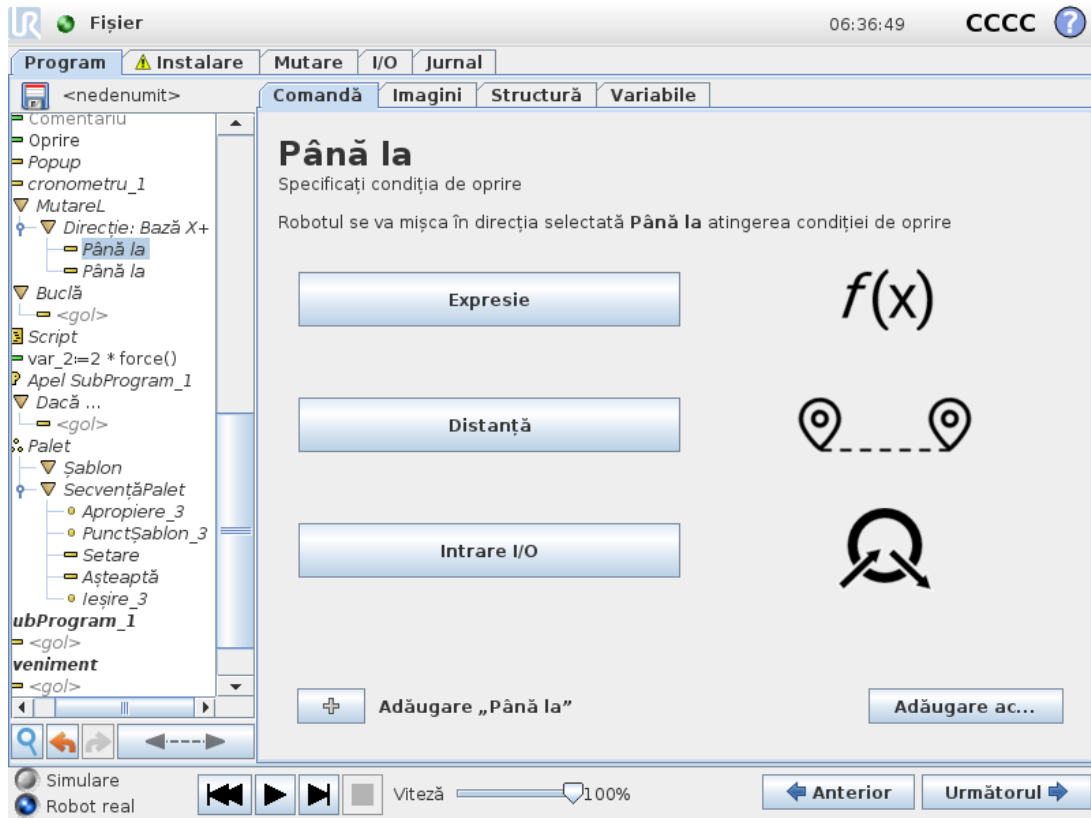 UR
Fișier
06:36:49
CCCC
?
Program
Instalare
Mutare
I/O
Jurnal
<nedenumit>
Comandă
Imagini
Structură
Variabile
Comentariu
Oprire
Popup
cronometru_1
MutareL
Direcție: Bază X+
Până la
Până la
Buclă
<gol>
Script
var_2:=2 * force()
Apel SubProgram_1
Dacă ...
<gol>
Palet
Șablon
SecvențăPalet
Apropiere_3
PunctȘablon_3
Setare
Așteaptă
Ieșire_3
ubProgram_1
<gol>
veniment
<gol>
Până la
Specificați condiția de oprire
Robotul se va mișca în direcția selectată Până la atingerea condiției de oprire
Expresie
f(x)
Distanță
Intrare I/O
Adăugare „Până la”
Adăugare ac...
Simulare
Robot real
Viteză
100%
Anterior
Următorul